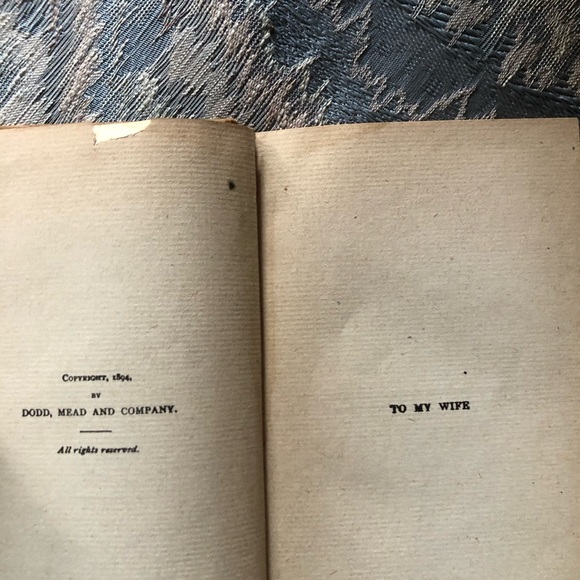 COPYRIGHT, 1894,
BY
DODD, MEAD AND COMPANY.
All rights reserved.
TO MY WIFE